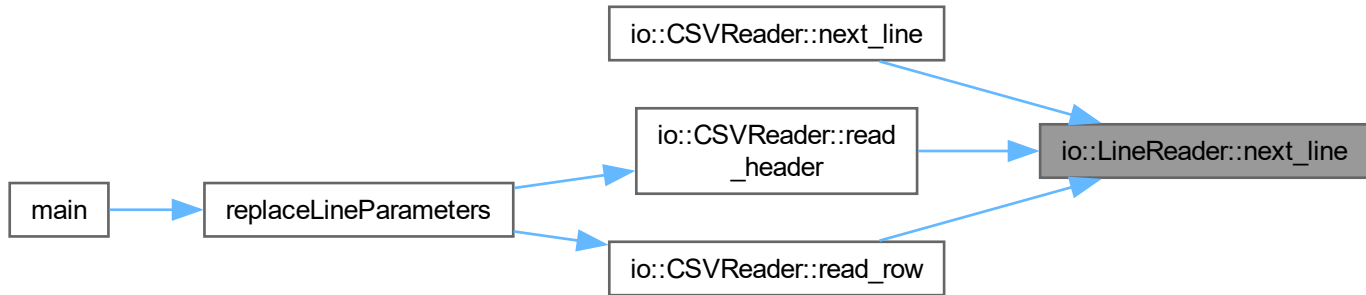 io::CSVReader::next_line
io::CSVReader::read
_header
io::LineReader::next_line
main
replaceLineParameters
io::CSVReader::read_row